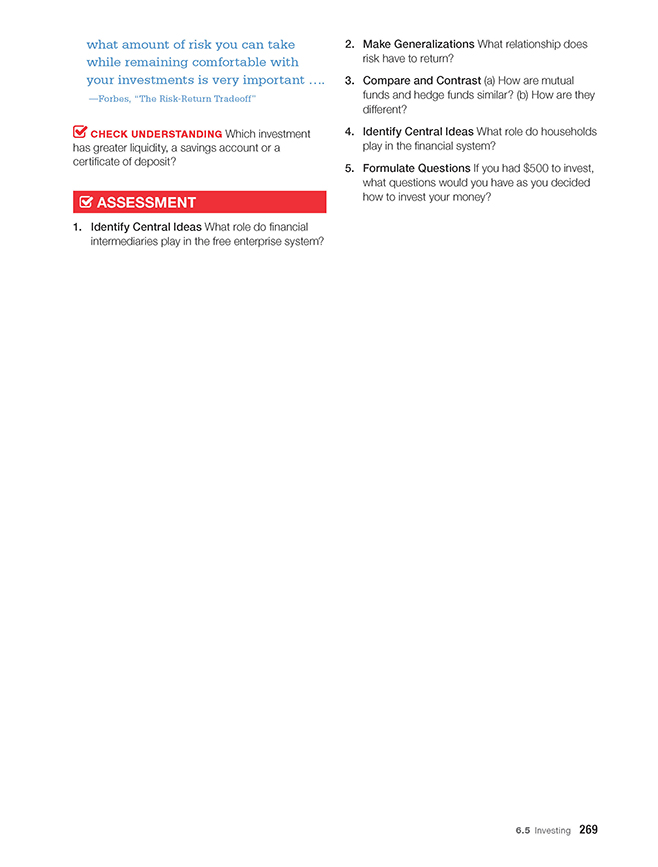 what amount of risk you can take
while remaining comfortable with
your investments is very important ….
—Forbes, “The Risk-Return Tradeoff”
CHECK UNDERSTANDING Which investment
has greater liquidity, a savings account or a
certificate of deposit?
ASSESSMENT
1. Identify Central Ideas What role do financial
intermediaries play in the free enterprise system?
2. Make Generalizations What relationship does
risk have to return?
3. Compare and Contrast (a) How are mutual
funds and hedge funds similar? (b) How are they
different?
4. Identify Central Ideas What role do households
play in the financial system?
5. Formulate Questions If you had $500 to invest,
what questions would you have as you decided
how to invest your money?
6.5 Investing 269